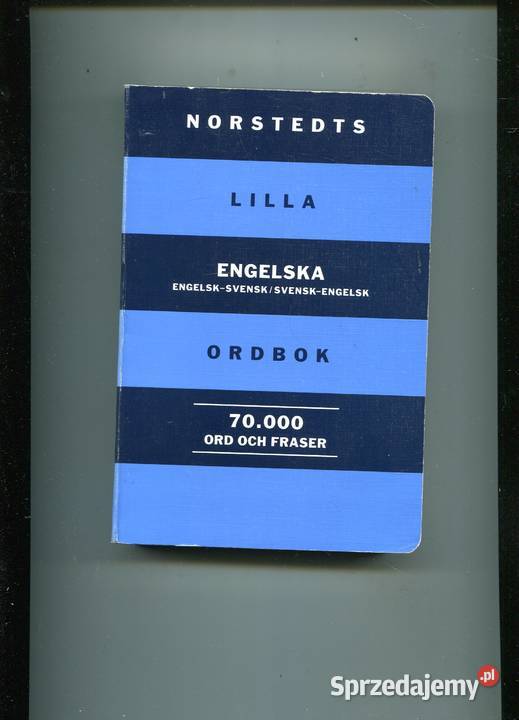 NORSTEDTS
LILLA
ENGELSKA
ENGELSK–SVENSK/SVENSK–ENGELSK
ORDBOK
70.000
ORD OCH FRASER
Sprzedajemy.pl